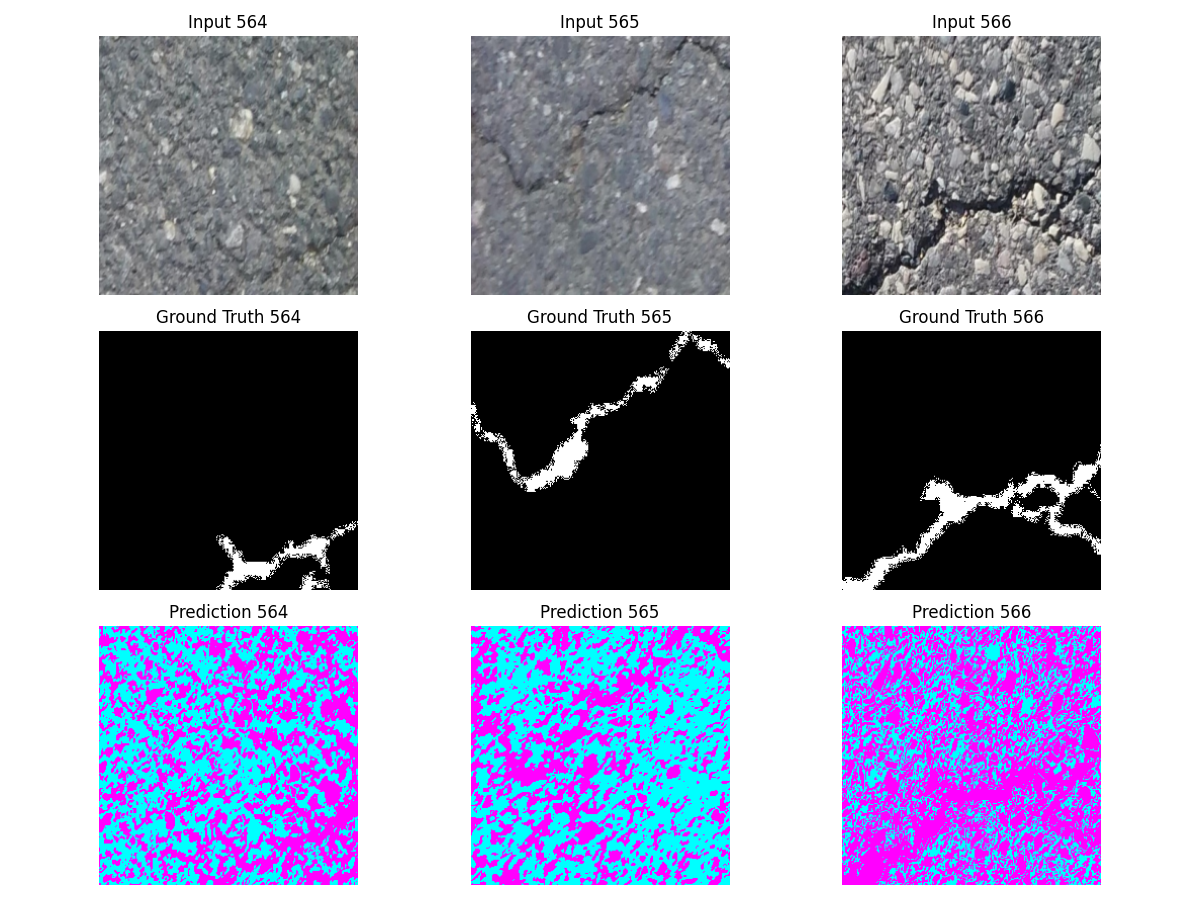 Input 564
Input 565
Input 566
Ground Truth 564
Ground Truth 565
Ground Truth 566
Prediction 564
Prediction 565
Prediction 566